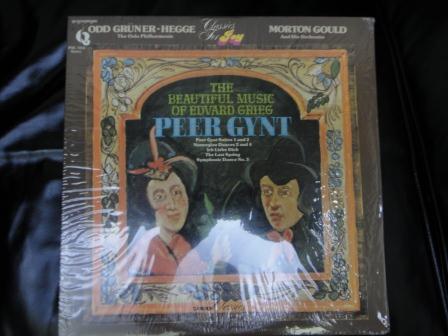 Q
ODD GRÜNER-HEGGE
The Oslo Philharmonic
Classics
For Joy
MORTON GOULD
And His Orchestra
THE
BEAUTIFUL MUSIC
OF EDVARD GRIEG
PEER GYNT
Peer Gynt Suites 1 and 2
Norwegian Dances 2 and 4
Ich Liebe Dich
The Last Spring
Symphonic Dance No. 3